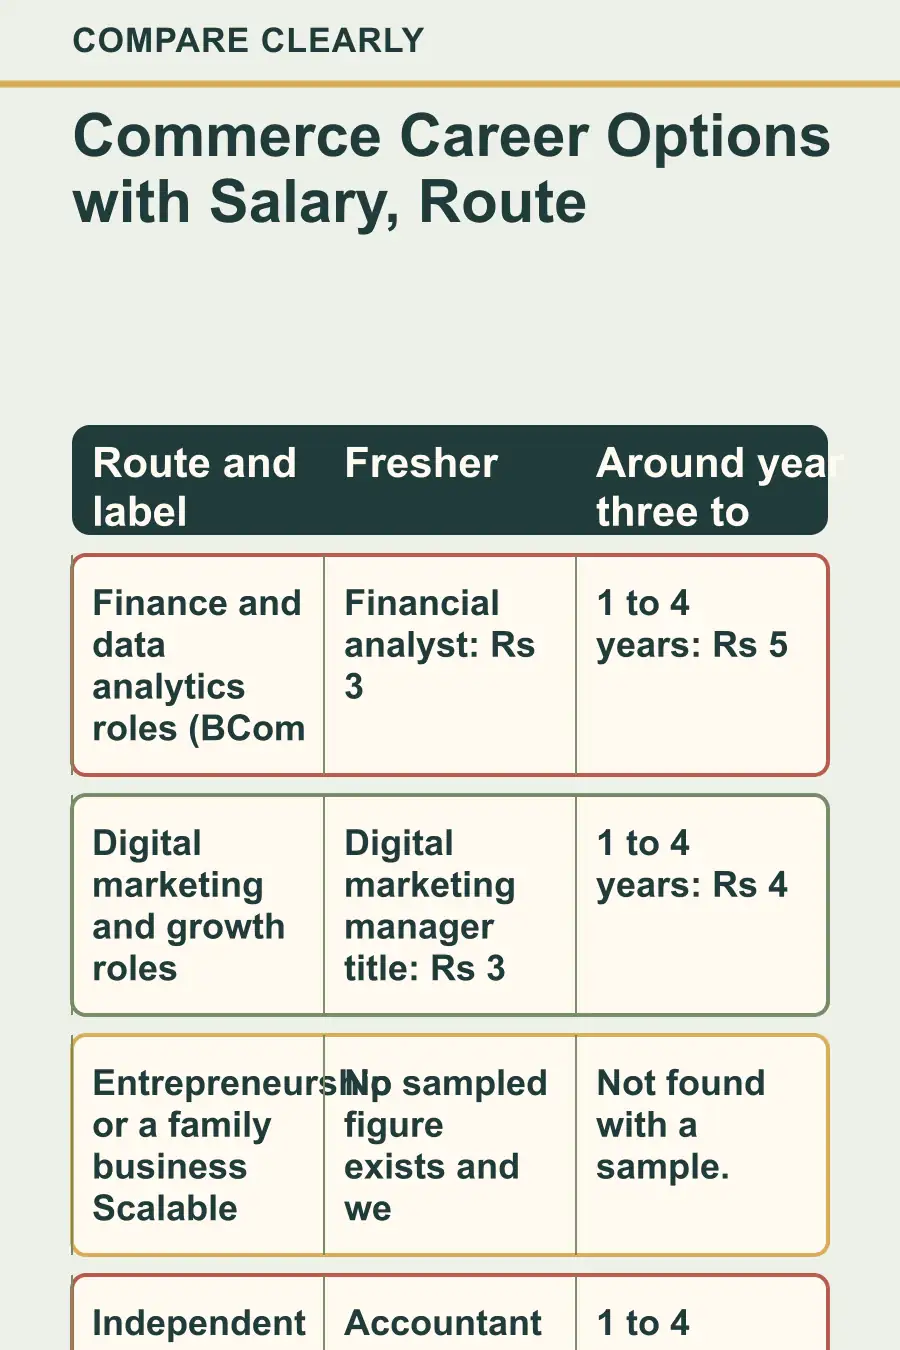 COMPARE CLEARLY
Commerce Career Options
with Salary, Route
Route and
label
Fresher
Around year
three to
Finance and
data
analytics
roles (BCom
Financial
analyst: Rs
3
1 to 4
years: Rs 5
Digital
marketing
and growth
roles
Digital
marketing
manager
title: Rs 3
1 to 4
years: Rs 4
Entrepreneurship
or a family
business
Scalable
No sampled
figure
exists and
we
Not found
with a
sample.
Independent
Accountant
1 to 4